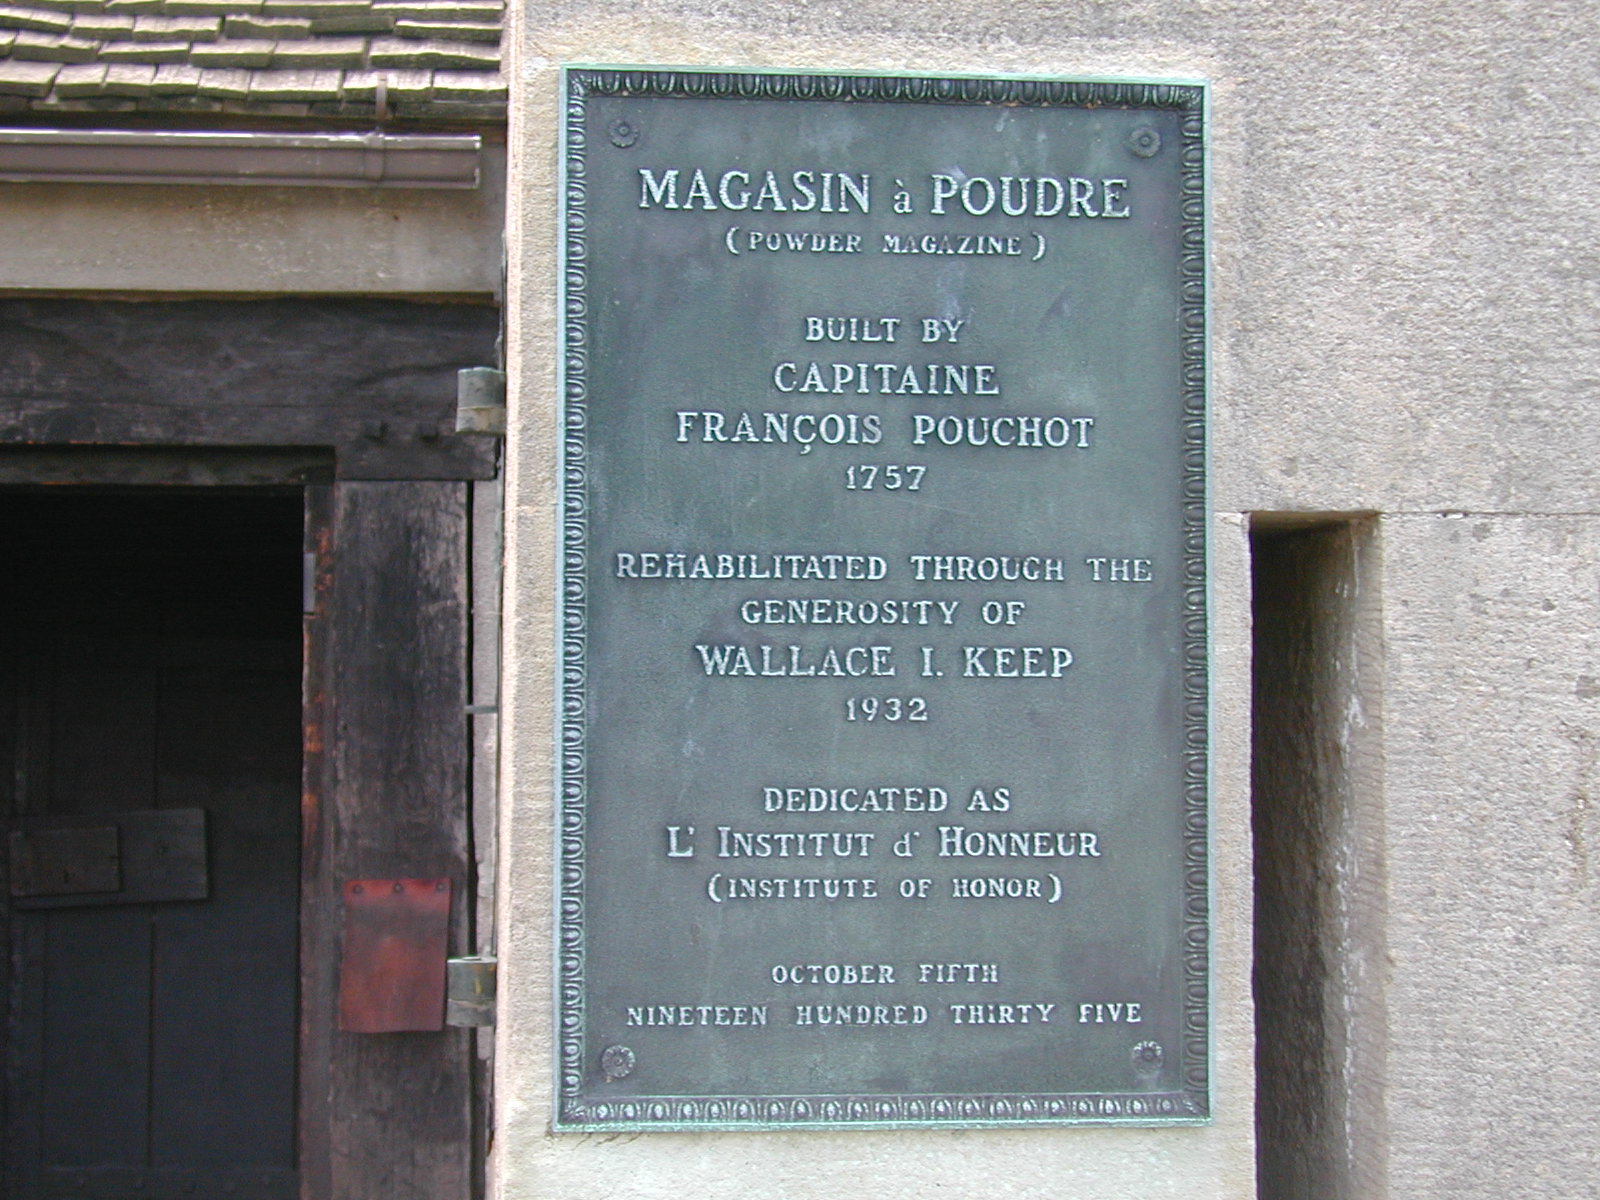 MAGASIN à POUDRE
(POWDER MAGAZINE)
BUILT BY
CAPITAINE
FRANÇOIS POUCHOT
1757
REHABILITATED THROUGH THE
GENEROSITY OF
WALLACE I. KEEP
1932
DEDICATED AS
L' INSTITUT d' HONNEUR
(INSTITUTE OF HONOR)
OCTOBER FIFTH
NINETEEN HUNDRED THIRTY FIVE